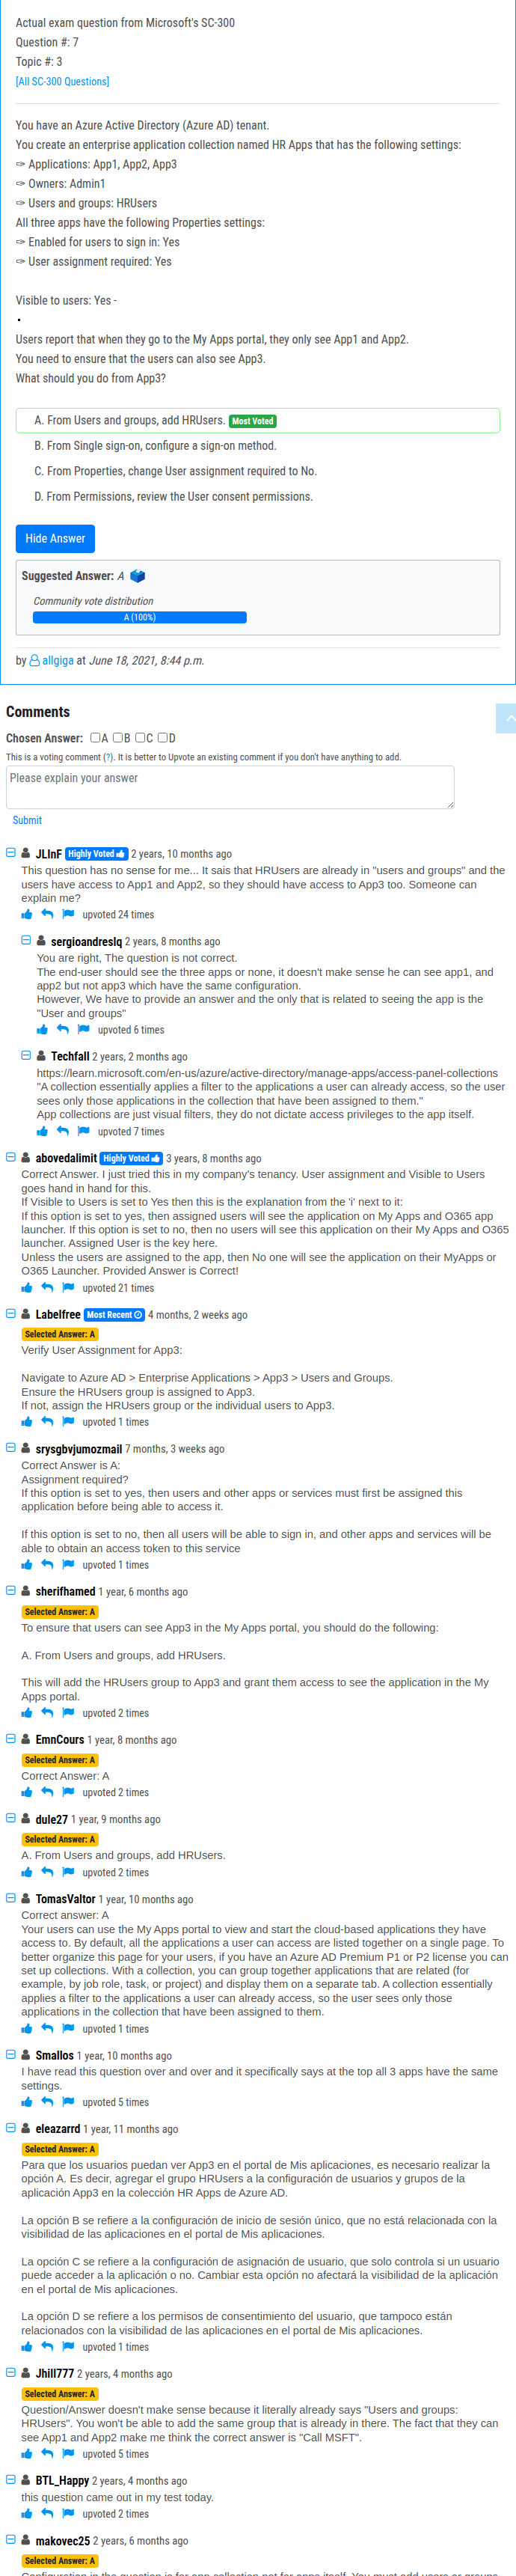 Actual exam question from Microsoft's SC-300
Question #: 7
Topic #: 3
[All SC-300 Questions]
You have an Azure Active Directory (Azure AD) tenant.
You create an enterprise application collection named HR Apps that has the following settings:
✑ Applications: App1, App2, App3
✑ Owners: Admin1
✑ Users and groups: HRUsers
All three apps have the following Properties settings:
✑ Enabled for users to sign in: Yes
✑ User assignment required: Yes
Visible to users: Yes -
•
Users report that when they go to the My Apps portal, they only see App1 and App2.
You need to ensure that the users can also see App3.
What should you do from App3?
A. From Users and groups, add HRUsers. Most Voted
B. From Single sign-on, configure a sign-on method.
C. From Properties, change User assignment required to No.
D. From Permissions, review the User consent permissions.
Hide Answer
Suggested Answer: A
Community vote distribution
A (100%)
by allgiga at June 18, 2021, 8:44 p.m.
Comments
Chosen Answer: A B C D
This is a voting comment (?). It is better to Upvote an existing comment if you don't have anything to add.
Please explain your answer
Submit
JLInF Highly Voted 2 years, 10 months ago
This question has no sense for me... It sais that HRUsers are already in "users and groups" and the
users have access to App1 and App2, so they should have access to App3 too. Someone can
explain me?
upvoted 24 times
sergioandreslq 2 years, 8 months ago
You are right, The question is not correct.
The end-user should see the three apps or none, it doesn't make sense he can see app1, and
app2 but not app3 which have the same configuration.
However, We have to provide an answer and the only that is related to seeing the app is the
"User and groups"
upvoted 6 times
Techfall 2 years, 2 months ago
https://learn.microsoft.com/en-us/azure/active-directory/manage-apps/access-panel-collections
"A collection essentially applies a filter to the applications a user can already access, so the user
sees only those applications in the collection that have been assigned to them."
App collections are just visual filters, they do not dictate access privileges to the app itself.
upvoted 7 times
abovedalimit Highly Voted 3 years, 8 months ago
Correct Answer. I just tried this in my company's tenancy. User assignment and Visible to Users
goes hand in hand for this.
If Visible to Users is set to Yes then this is the explanation from the 'i' next to it:
If this option is set to yes, then assigned users will see the application on My Apps and O365 app
launcher. If this option is set to no, then no users will see this application on their My Apps and O365
launcher. Assigned User is the key here.
Unless the users are assigned to the app, then No one will see the application on their MyApps or
O365 Launcher. Provided Answer is Correct!
upvoted 21 times
Labelfree Most Recent 4 months, 2 weeks ago
Selected Answer: A
Verify User Assignment for App3:
Navigate to Azure AD > Enterprise Applications > App3 > Users and Groups.
Ensure the HRUsers group is assigned to App3.
If not, assign the HRUsers group or the individual users to App3.
upvoted 1 times
srysgbvjumozmail 7 months, 3 weeks ago
Correct Answer is A:
Assignment required?
If this option is set to yes, then users and other apps or services must first be assigned this
application before being able to access it.
If this option is set to no, then all users will be able to sign in, and other apps and services will be
able to obtain an access token to this service
upvoted 1 times
sherifhamed 1 year, 6 months ago
Selected Answer: A
To ensure that users can see App3 in the My Apps portal, you should do the following:
A. From Users and groups, add HRUsers.
This will add the HRUsers group to App3 and grant them access to see the application in the My
Apps portal.
upvoted 2 times
EmnCours 1 year, 8 months ago
Selected Answer: A
Correct Answer: A
upvoted 2 times
dule27 1 year, 9 months ago
Selected Answer: A
A. From Users and groups, add HRUsers.
upvoted 2 times
TomasValtor 1 year, 10 months ago
Correct answer: A
Your users can use the My Apps portal to view and start the cloud-based applications they have
access to. By default, all the applications a user can access are listed together on a single page. To
better organize this page for your users, if you have an Azure AD Premium P1 or P2 license you can
set up collections. With a collection, you can group together applications that are related (for
example, by job role, task, or project) and display them on a separate tab. A collection essentially
applies a filter to the applications a user can already access, so the user sees only those
applications in the collection that have been assigned to them.
upvoted 1 times
Smallos 1 year, 10 months ago
I have read this question over and over and it specifically says at the top all 3 apps have the same
settings.
upvoted 5 times
eleazarrd 1 year, 11 months ago
Selected Answer: A
Para que los usuarios puedan ver App3 en el portal de Mis aplicaciones, es necesario realizar la
opción A. Es decir, agregar el grupo HRUsers a la configuración de usuarios y grupos de la
aplicación App3 en la colección HR Apps de Azure AD.
La opción B se refiere a la configuración de inicio de sesión único, que no está relacionada con la
visibilidad de las aplicaciones en el portal de Mis aplicaciones.
La opción C se refiere a la configuración de asignación de usuario, que solo controla si un usuario
puede acceder a la aplicación o no. Cambiar esta opción no afectará la visibilidad de la aplicación
en el portal de Mis aplicaciones.
La opción D se refiere a los permisos de consentimiento del usuario, que tampoco están
relacionados con la visibilidad de las aplicaciones en el portal de Mis aplicaciones.
upvoted 1 times
Jhill777 2 years, 4 months ago
Selected Answer: A
Question/Answer doesn't make sense because it literally already says "Users and groups:
HRUsers". You won't be able to add the same group that is already in there. The fact that they can
see App1 and App2 make me think the correct answer is "Call MSFT".
upvoted 5 times
BTL_Happy 2 years, 4 months ago
this question came out in my test today.
upvoted 2 times
makovec25 2 years, 6 months ago
Selected Answer: A